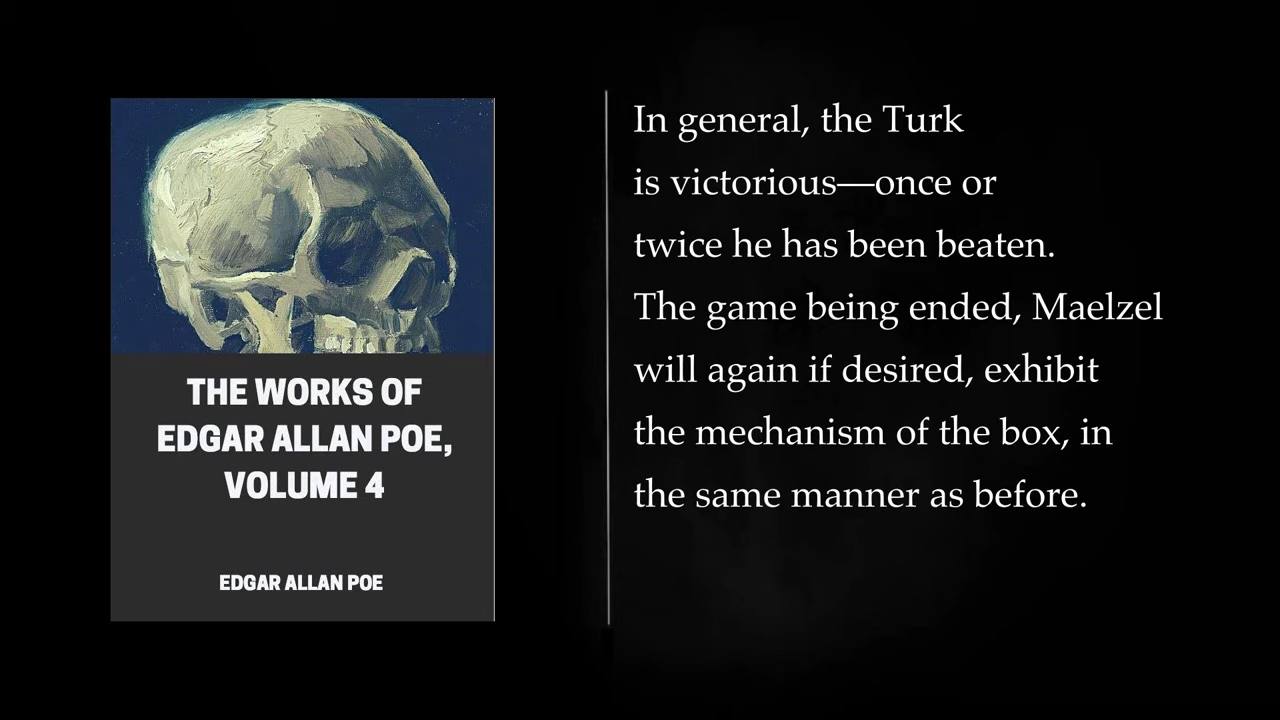 THE WORKS OF
EDGAR ALLAN POE,
VOLUME 4
EDGAR ALLAN POE
In general, the Turk
is victorious—once or
twice he has been beaten.
The game being ended, Maelzel
will again if desired, exhibit
the mechanism of the box, in
the same manner as before.